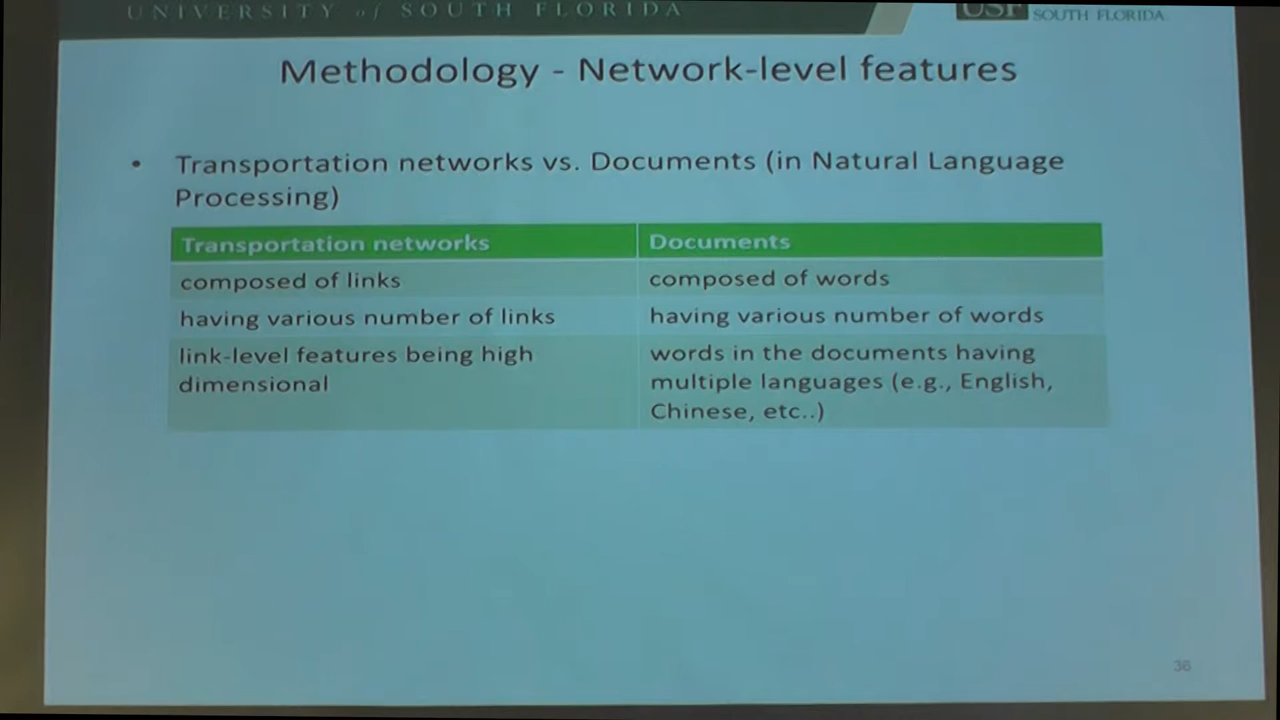 UNIVERSITY of SOUTH FLORIDA
USF SOUTH FLORIDA
Methodology - Network-level features
• Transportation networks vs. Documents (in Natural Language
Processing)
Transportation networks Documents
composed of links composed of words
having various number of links having various number of words
link-level features being high
dimensional
words in the documents having
multiple languages (e.g., English,
Chinese, etc..)
36